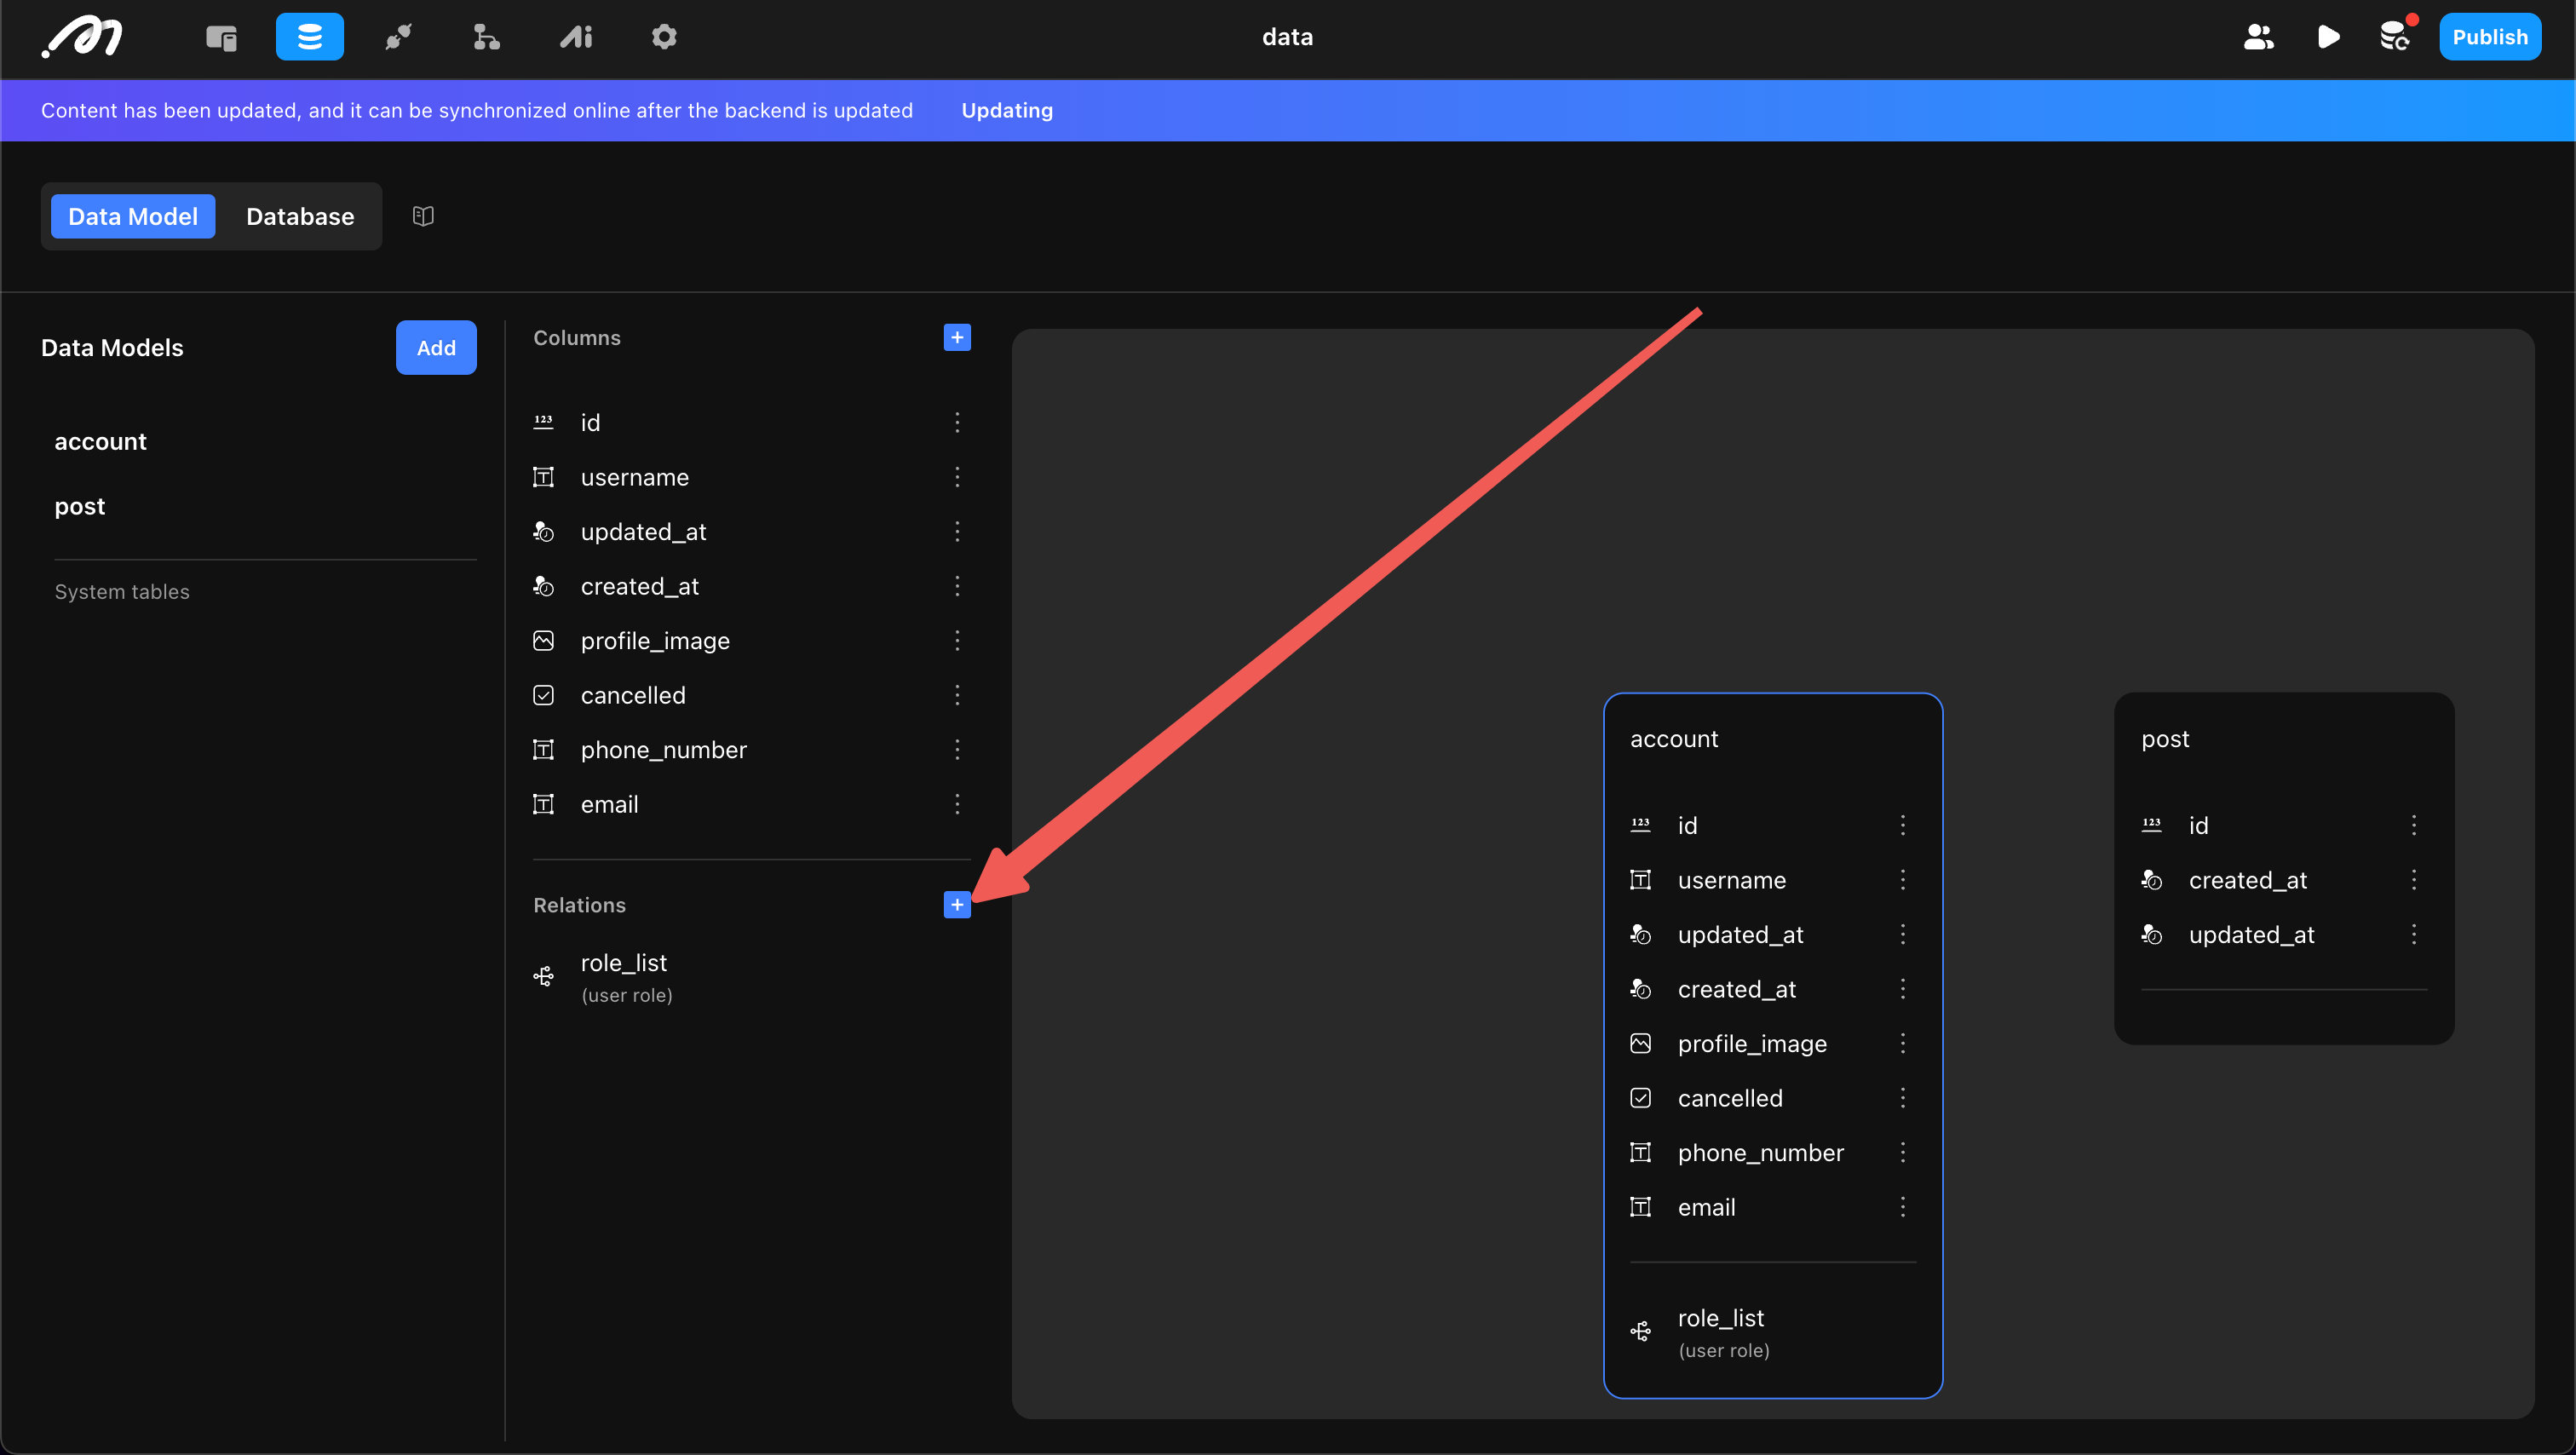 data
Publish
Content has been updated, and it can be synchronized online after the backend is updated Updating
Data Model Database
Data Models Add
account
post
System tables
Columns
123 id
username
updated_at
created_at
profile_image
cancelled
phone_number
email
Relations
role_list
(user role)
account
123 id
username
updated_at
created_at
profile_image
cancelled
phone_number
email
role_list
(user role)
post
123 id
created_at
updated_at